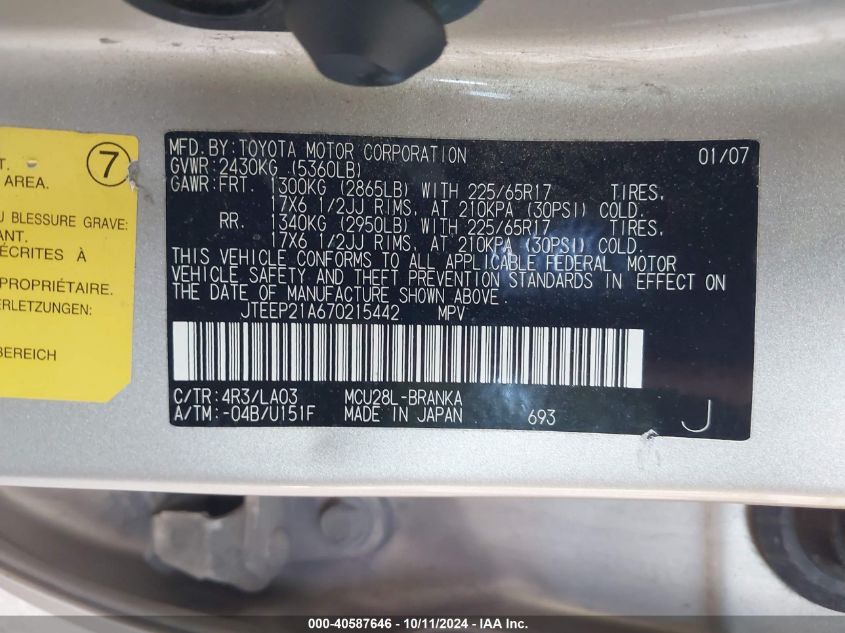 7
AREA.
U BLESSURE GRAVE:
ANT.
ÉCRITES À
PROPRIÉTAIRE.
ERLETZUNGEN:
BEREICH
MFD.BY:TOYOTA MOTOR CORPORATION 01/07
GVWR:2430KG (5360LB)
GAWR:FRT. 1300KG (2865LB) WITH 225/65R17 TIRES,
17X6 1/2JJ RIMS, AT 210KPA (30PSI) COLD.
RR. 1340KG (2950LB) WITH 225/65R17 TIRES,
17X6 1/2JJ RIMS, AT 210KPA (30PSI) COLD.
THIS VEHICLE CONFORMS TO ALL APPLICABLE FEDERAL MOTOR
VEHICLE SAFETY AND THEFT PREVENTION STANDARDS IN EFFECT ON
THE DATE OF MANUFACTURE SHOWN ABOVE.
JTEEP21A670215442 MPV
C/TR:4R3/LA03 MCU28L-BRANKA
A/TM:-04B/U151F MADE IN JAPAN 693 J
000-40587646 - 10/11/2024 - IAA Inc.